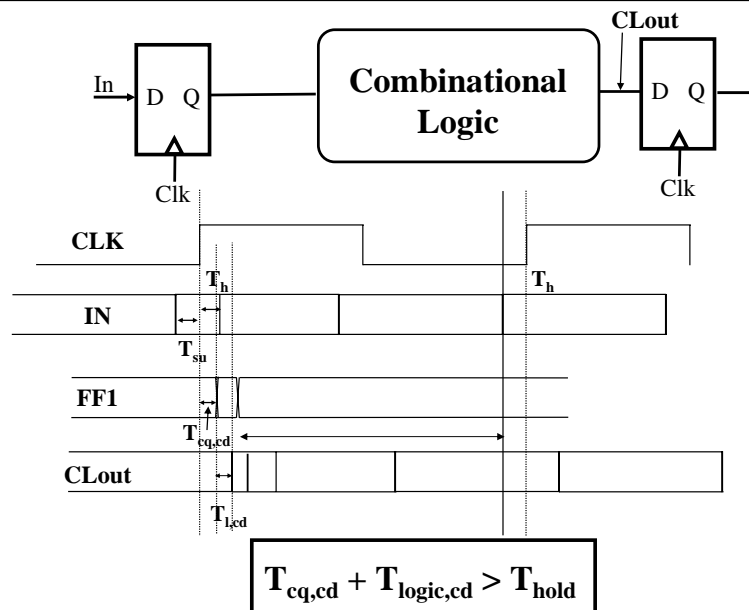 CLout
In
D Q
Combinational
Logic
D Q
Clk
Clk
CLK
Th
Th
IN
Tsu
FF1
Tcq,cd
CLout
Tl,cd
Tcq,cd + Tlogic,cd > Thold